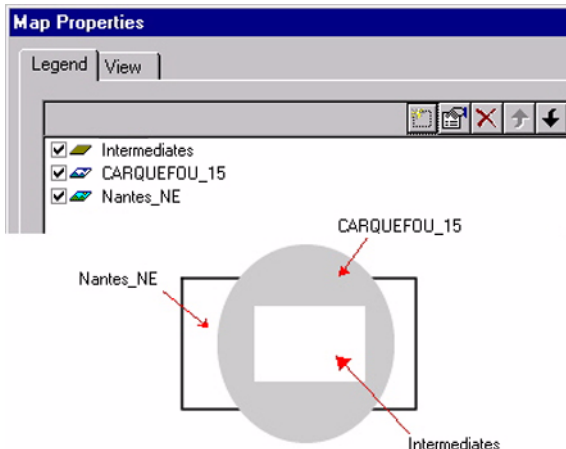 Map Properties
Legend View
Intermediates
CARQUEFOU_15
Nantes_NE
CARQUEFOU_15
Nantes_NE
Intermediates